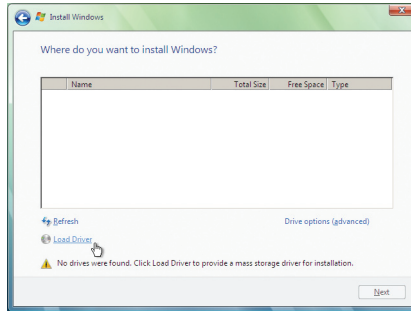 Install Windows
Where do you want to install Windows?
Name Total Size Free Space Type
Refresh Drive options (advanced)
Load Driver
No drives were found. Click Load Driver to provide a mass storage driver for installation.
Next